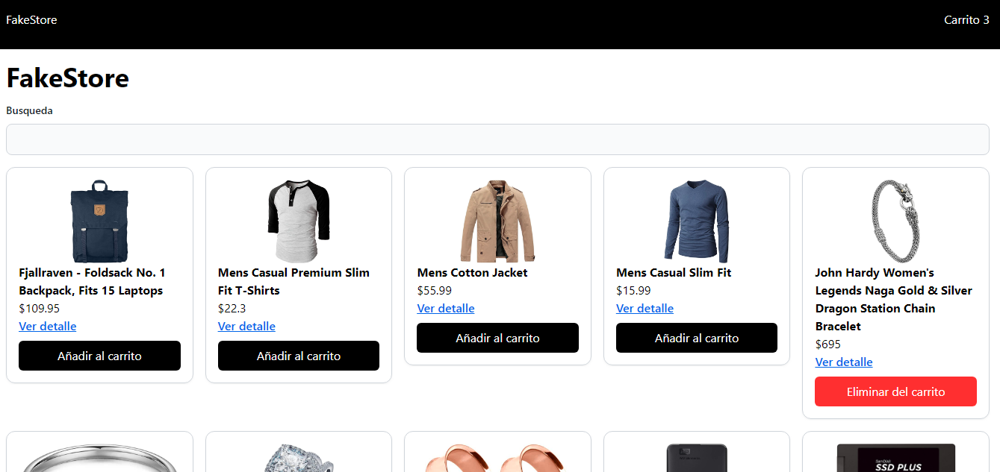 FakeStore
Carrito 3
FakeStore
Busqueda
Fjallraven - Foldsack No. 1
Backpack, Fits 15 Laptops
$109.95
Ver detalle
Añadir al carrito
Mens Casual Premium Slim
Fit T-Shirts
$22.3
Ver detalle
Añadir al carrito
Mens Cotton Jacket
$55.99
Ver detalle
Añadir al carrito
Mens Casual Slim Fit
$15.99
Ver detalle
Añadir al carrito
John Hardy Women's
Legends Naga Gold & Silver
Dragon Station Chain
Bracelet
$695
Ver detalle
Eliminar del carrito
SanDisk
SSD PLUS